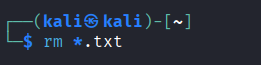 ┌──(kali㉿kali)-[~]
└─$ rm *.txt